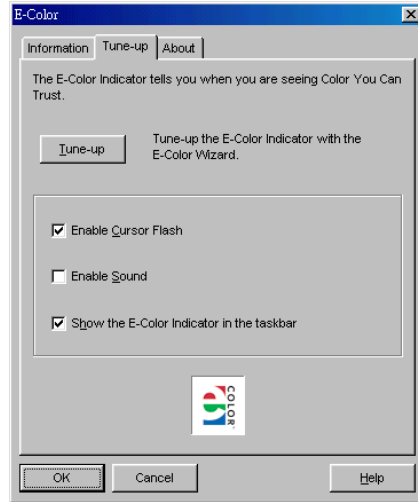 E-Color
Information Tune-up About
The E-Color Indicator tells you when you are seeing Color You Can
Trust.
Tune-up
Tune-up the E-Color Indicator with the
E-Color Wizard.
Enable Cursor Flash
Enable Sound
Show the E-Color Indicator in the taskbar
COLOR
OK Cancel Help